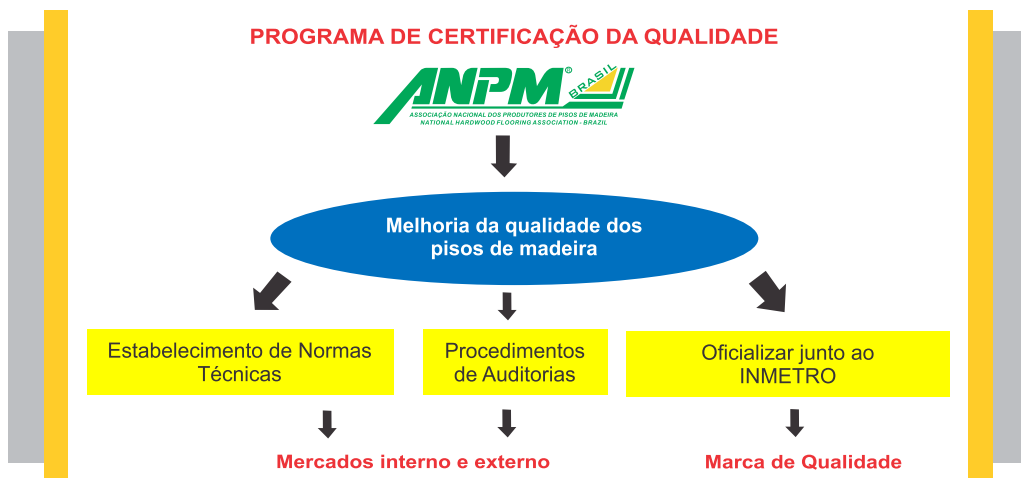 PROGRAMA DE CERTIFICAÇÃO DA QUALIDADE
ANPM® BRASIL
ASSOCIAÇÃO NACIONAL DOS PRODUTORES DE PISOS DE MADEIRA
NATIONAL HARDWOOD FLOORING ASSOCIATION - BRAZIL
Melhoria da qualidade dos
pisos de madeira
Estabelecimento de Normas
Técnicas
Procedimentos
de Auditorias
Oficializar junto ao
INMETRO
Mercados interno e externo
Marca de Qualidade